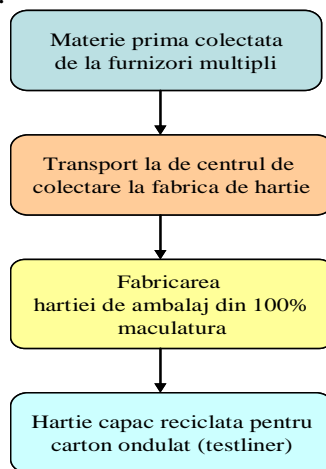 Materie prima colectata
de la furnizori multipli
Transport la de centrul de
colectare la fabrica de hartie
Fabricarea
hartiei de ambalaj din 100%
maculatura
Hartie capac reciclata pentru
carton ondulat (testliner)